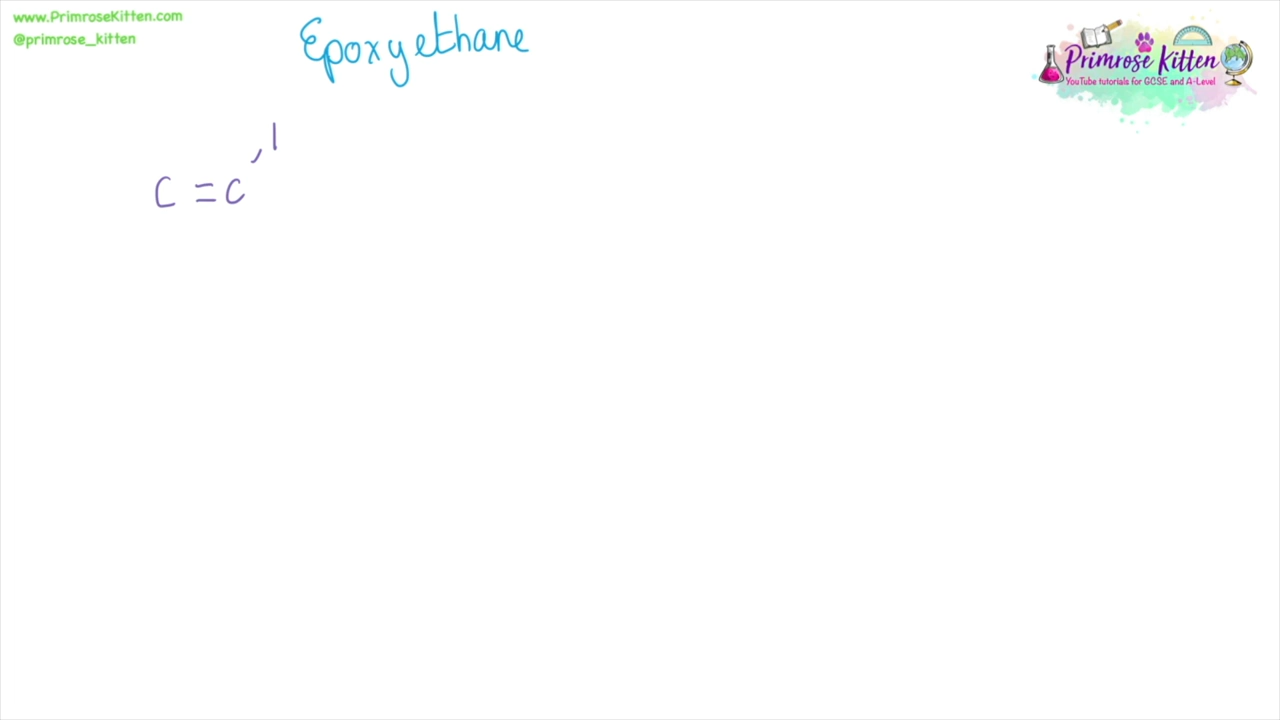 www.PrimroseKitten.com
@primrose_kitten
Epoxyethane
Primrose Kitten
YouTube tutorials for GCSE and A-Level
C = C